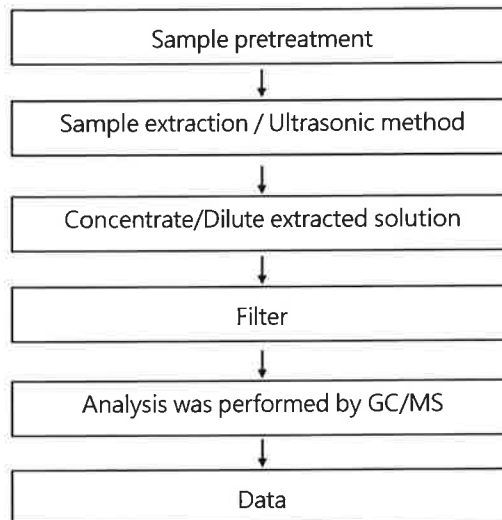 Sample pretreatment
Sample extraction / Ultrasonic method
Concentrate/Dilute extracted solution
Filter
Analysis was performed by GC/MS
Data